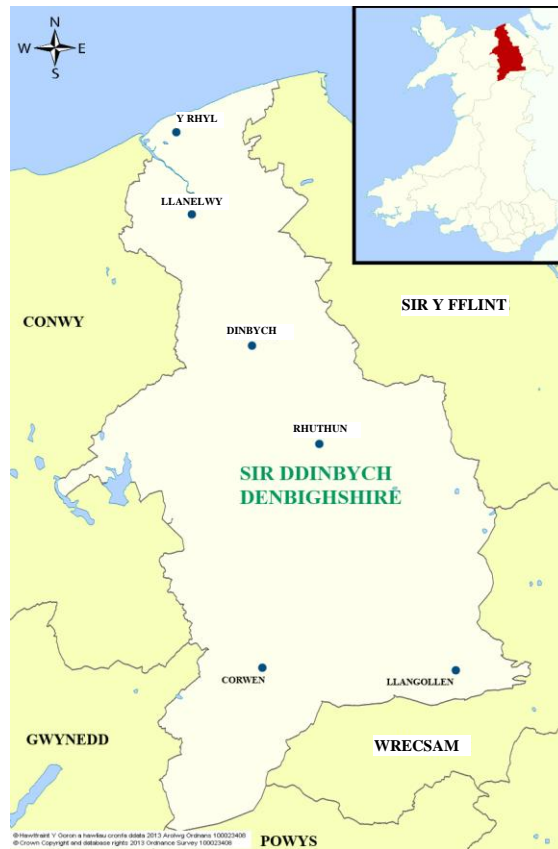 N
W E
S
Y RHYL
LLANELWY
SIR Y FFLINT
CONWY
DINBYCH
RHUTHUN
SIR DDINBYCH
DENBIGHSHIRE
CORWEN
LLANGOLLEN
GWYNEDD
WRECSAM
© Hawlfraint Y Goron a hawliau cronfa ddata 2013 Arolwg Ordnans 100023408
© Crown Copyright and database rights 2013 Ordnance Survey 100023408
POWYS